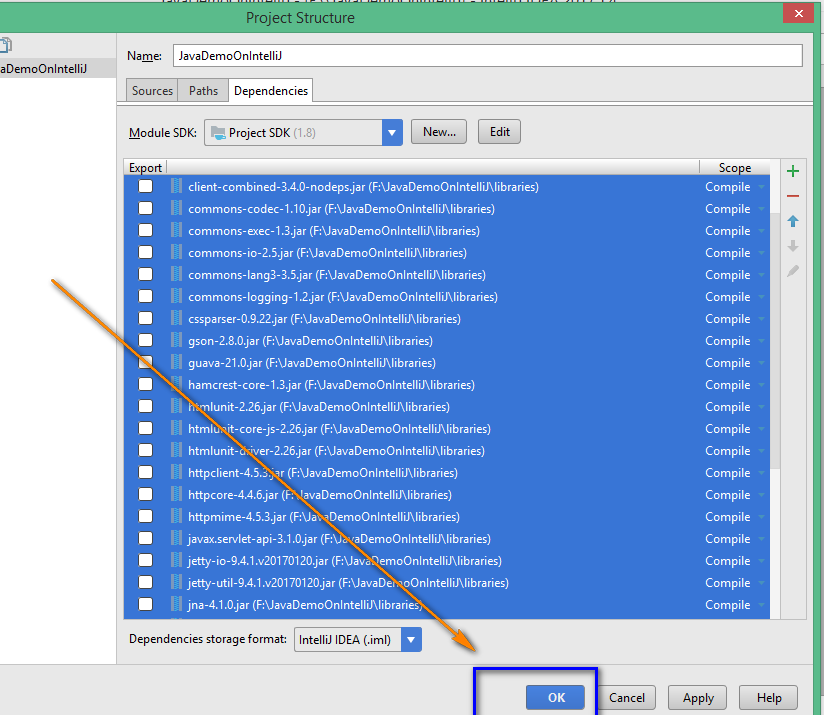 Project Structure
Name: JavaDemoOnIntelliJ
aDemoOnIntelliJ
Sources Paths Dependencies
Module SDK: Project SDK (1.8) New... Edit
Export Scope
client-combined-3.4.0-nodeps.jar (F:\JavaDemoOnIntelliJ\libraries) Compile
commons-codec-1.10.jar (F:\JavaDemoOnIntelliJ\libraries) Compile
commons-exec-1.3.jar (F:\JavaDemoOnIntelliJ\libraries) Compile
commons-io-2.5.jar (F:\JavaDemoOnIntelliJ\libraries) Compile
commons-lang3-3.5.jar (F:\JavaDemoOnIntelliJ\libraries) Compile
commons-logging-1.2.jar (F:\JavaDemoOnIntelliJ\libraries) Compile
cssparser-0.9.22.jar (F:\JavaDemoOnIntelliJ\libraries) Compile
gson-2.8.0.jar (F:\JavaDemoOnIntelliJ\libraries) Compile
guava-21.0.jar (F:\JavaDemoOnIntelliJ\libraries) Compile
hamcrest-core-1.3.jar (F:\JavaDemoOnIntelliJ\libraries) Compile
htmlunit-2.26.jar (F:\JavaDemoOnIntelliJ\libraries) Compile
htmlunit-core-js-2.26.jar (F:\JavaDemoOnIntelliJ\libraries) Compile
htmlunit-driver-2.26.jar (F:\JavaDemoOnIntelliJ\libraries) Compile
httpclient-4.5.3.jar (F:\JavaDemoOnIntelliJ\libraries) Compile
httpcore-4.4.6.jar (F:\JavaDemoOnIntelliJ\libraries) Compile
httpmime-4.5.3.jar (F:\JavaDemoOnIntelliJ\libraries) Compile
javax.servlet-api-3.1.0.jar (F:\JavaDemoOnIntelliJ\libraries) Compile
jetty-io-9.4.1.v20170120.jar (F:\JavaDemoOnIntelliJ\libraries) Compile
jetty-util-9.4.1.v20170120.jar (F:\JavaDemoOnIntelliJ\libraries) Compile
jna-4.1.0.jar (F:\JavaDemoOnIntelliJ\libraries) Compile
Dependencies storage format: IntelliJ IDEA (.iml)
OK Cancel Apply Help